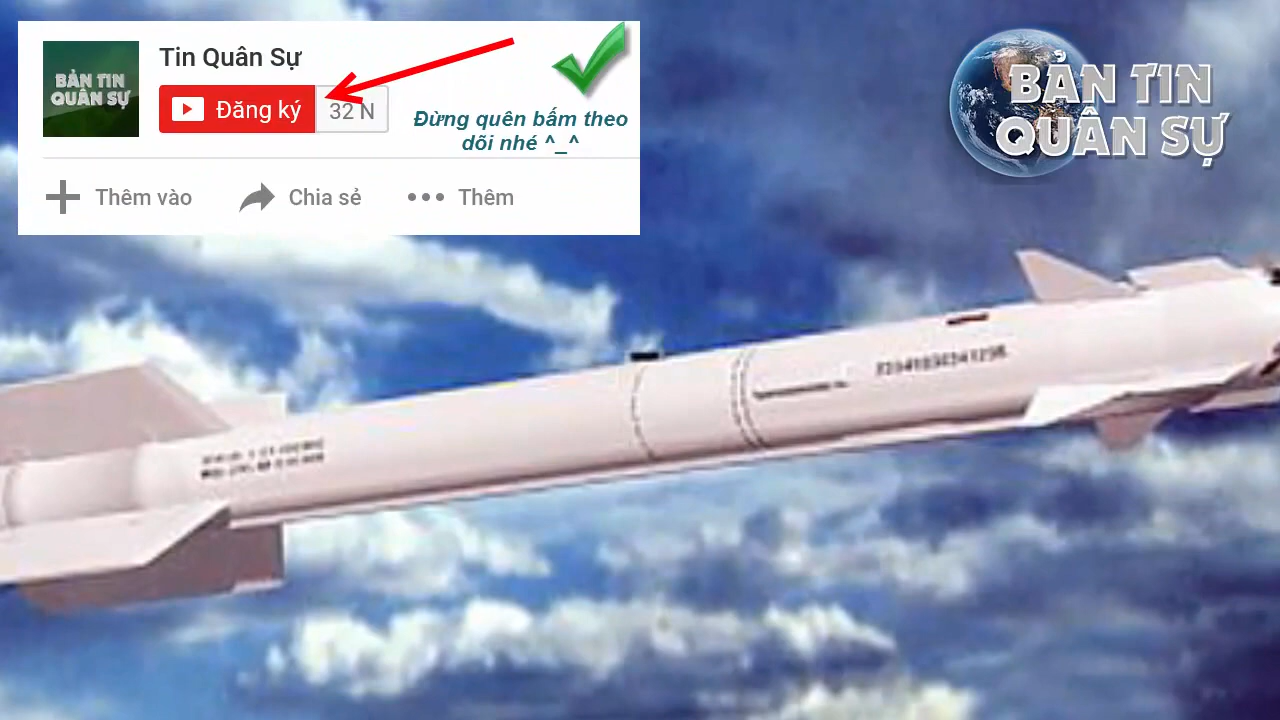 Tin Quân Sự
BẢN TIN
QUÂN SỰ
Đăng ký
32 N
Đừng quên bấm theo
dõi nhé ^_^
Thêm vào
Chia sẻ
Thêm
BẢN TIN
QUÂN SỰ